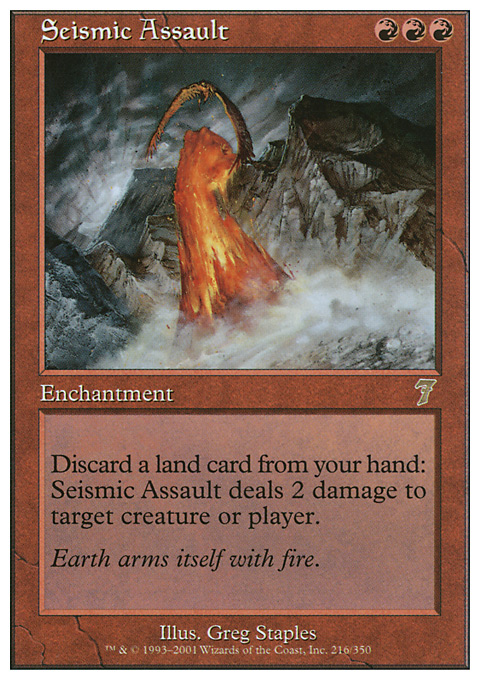 Seismic Assault
Enchantment
7
Discard a land card from your hand:
Seismic Assault deals 2 damage to
target creature or player.
Earth arms itself with fire.
Illus. Greg Staples
™ & © 1993–2001 Wizards of the Coast, Inc. 216/350